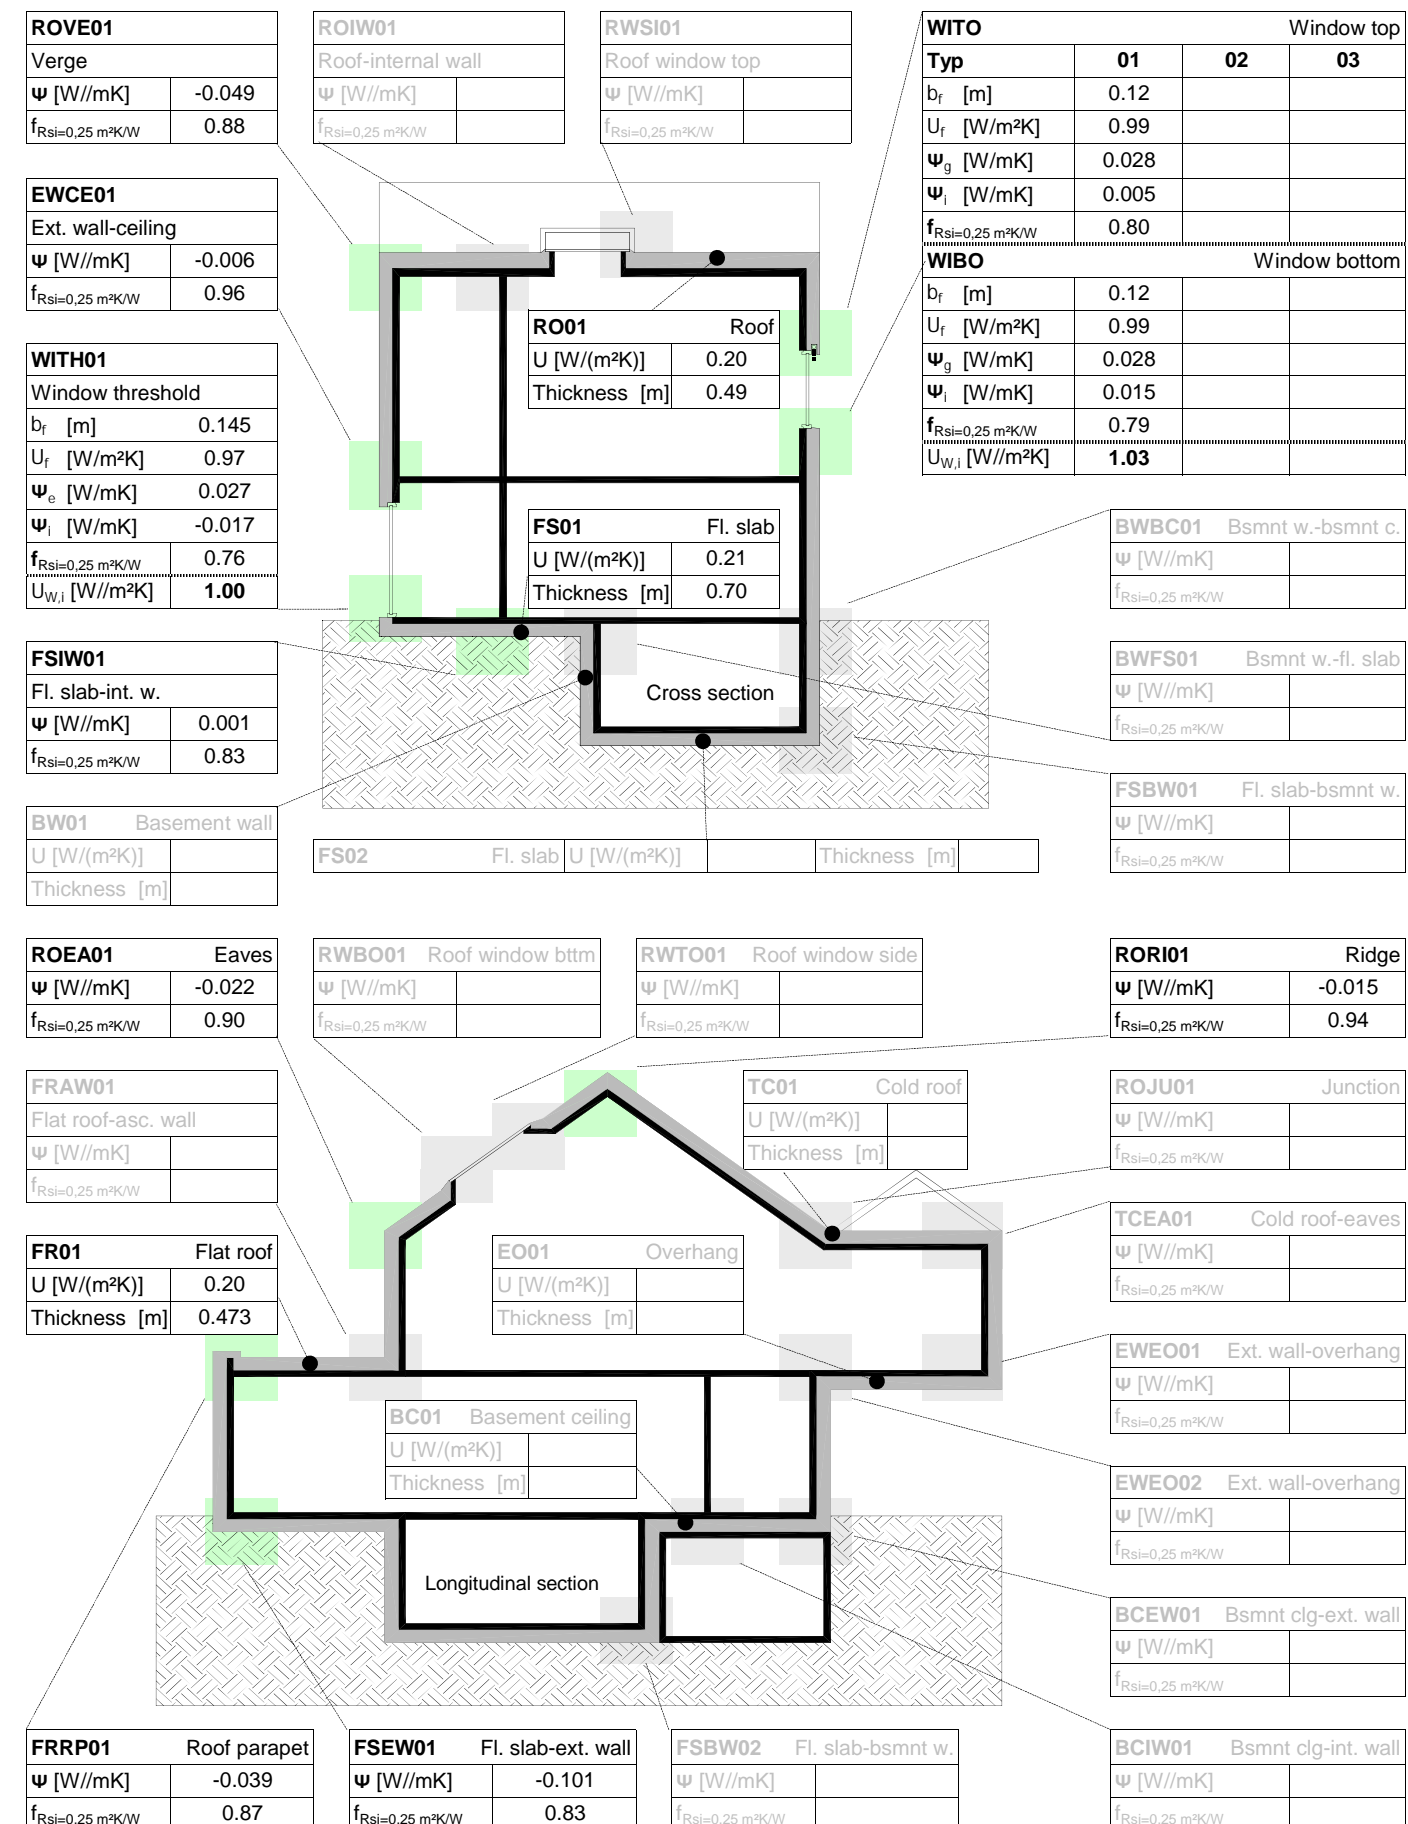 ROVE01
Verge
Ψ [W//mK] -0.049
fRsi=0,25 m²K/W 0.88
ROIW01
Roof-internal wall
Ψ [W//mK]
fRsi=0,25 m²K/W
RWSI01
Roof window top
Ψ [W//mK]
fRsi=0,25 m²K/W
WITO Window top
Typ 01 02 03
bf [m] 0.12
Uf [W/m²K] 0.99
Ψg [W/mK] 0.028
Ψi [W/mK] 0.005
fRsi=0,25 m²K/W 0.80
WIBO Window bottom
bf [m] 0.12
Uf [W/m²K] 0.99
Ψg [W/mK] 0.028
Ψi [W/mK] 0.015
fRsi=0,25 m²K/W 0.79
UW,i [W//m²K] 1.03
EWCE01
Ext. wall-ceiling
Ψ [W//mK] -0.006
fRsi=0,25 m²K/W 0.96
WITH01
Window threshold
bf [m] 0.145
Uf [W/m²K] 0.97
Ψe [W/mK] 0.027
Ψi [W/mK] -0.017
fRsi=0,25 m²K/W 0.76
UW,i [W//m²K] 1.00
RO01 Roof
U [W/(m²K)] 0.20
Thickness [m] 0.49
FS01 Fl. slab
U [W/(m²K)] 0.21
Thickness [m] 0.70
BWBC01 Bsmnt w.-bsmnt c.
Ψ [W//mK]
fRsi=0,25 m²K/W
FSIW01
Fl. slab-int. w.
Ψ [W//mK] 0.001
fRsi=0,25 m²K/W 0.83
Cross section
BWFS01 Bsmnt w.-fl. slab
Ψ [W//mK]
fRsi=0,25 m²K/W
FSBW01 Fl. slab-bsmnt w.
Ψ [W//mK]
fRsi=0,25 m²K/W
BW01 Basement wall
U [W/(m²K)]
Thickness [m]
FS02 Fl. slab U [W/(m²K)] Thickness [m]
ROEA01 Eaves
Ψ [W//mK] -0.022
fRsi=0,25 m²K/W 0.90
RWBO01 Roof window bttm
Ψ [W//mK]
fRsi=0,25 m²K/W
RWTO01 Roof window side
Ψ [W//mK]
fRsi=0,25 m²K/W
RORI01 Ridge
Ψ [W//mK] -0.015
fRsi=0,25 m²K/W 0.94
FRAW01
Flat roof-asc. wall
Ψ [W//mK]
fRsi=0,25 m²K/W
TC01 Cold roof
U [W/(m²K)]
Thickness [m]
ROJU01 Junction
Ψ [W//mK]
fRsi=0,25 m²K/W
FR01 Flat roof
U [W/(m²K)] 0.20
Thickness [m] 0.473
EO01 Overhang
U [W/(m²K)]
Thickness [m]
TCEA01 Cold roof-eaves
Ψ [W//mK]
fRsi=0,25 m²K/W
EWEO01 Ext. wall-overhang
Ψ [W//mK]
fRsi=0,25 m²K/W
BC01 Basement ceiling
U [W/(m²K)]
Thickness [m]
EWEO02 Ext. wall-overhang
Ψ [W//mK]
fRsi=0,25 m²K/W
Longitudinal section
BCEW01 Bsmnt clg-ext. wall
Ψ [W//mK]
fRsi=0,25 m²K/W
FRRP01 Roof parapet
Ψ [W//mK] -0.039
fRsi=0,25 m²K/W 0.87
FSEW01 Fl. slab-ext. wall
Ψ [W//mK] -0.101
fRsi=0,25 m²K/W 0.83
FSBW02 Fl. slab-bsmnt w.
Ψ [W//mK]
fRsi=0,25 m²K/W
BCIW01 Bsmnt clg-int. wall
Ψ [W//mK]
fRsi=0,25 m²K/W